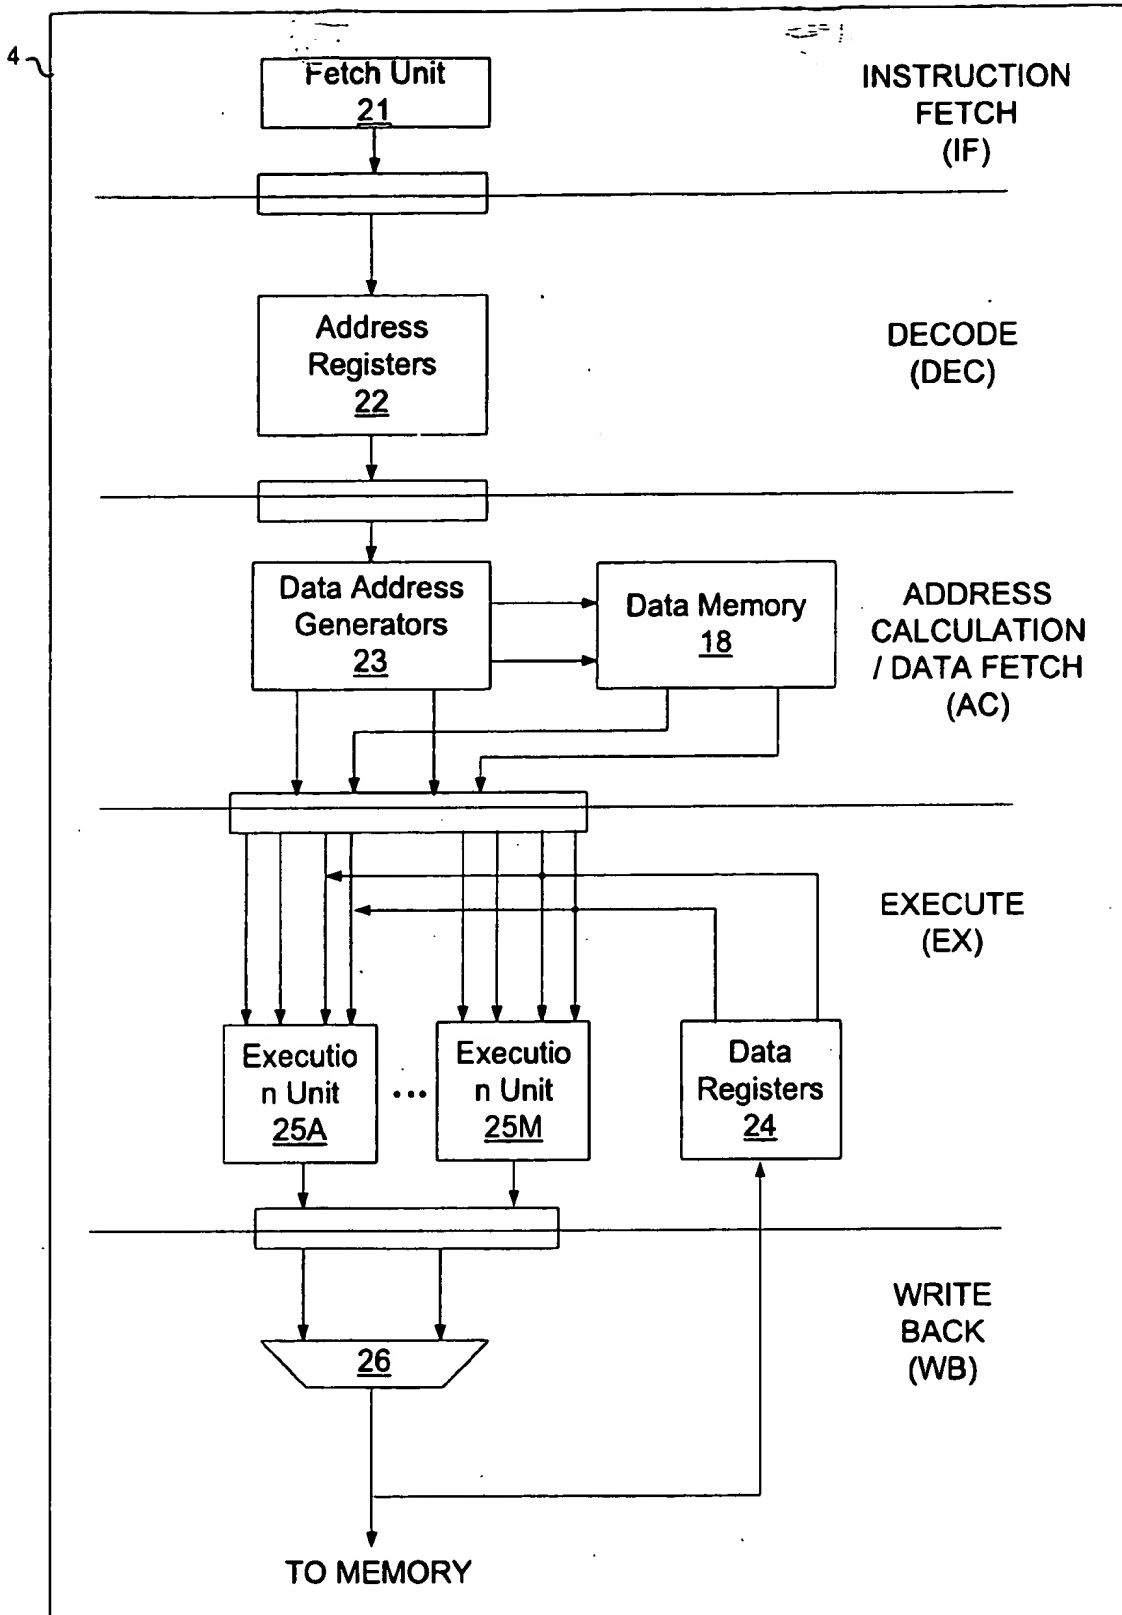 4
Fetch Unit
21
INSTRUCTION
FETCH
(IF)
Address
Registers
22
DECODE
(DEC)
Data Address
Generators
23
Data Memory
18
ADDRESS
CALCULATION
/ DATA FETCH
(AC)
EXECUTE
(EX)
Executio
n Unit
25A
•••
Executio
n Unit
25M
Data
Registers
24
WRITE
BACK
(WB)
26
TO MEMORY